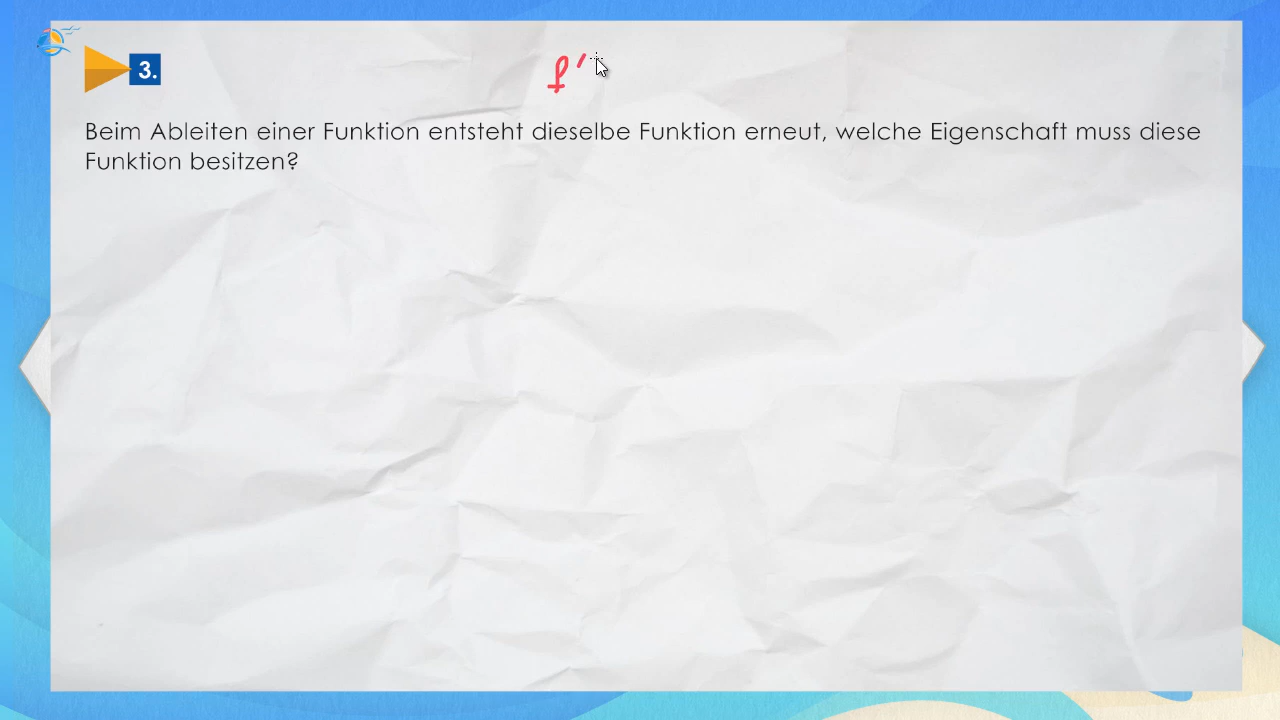 3.
f'
Beim Ableiten einer Funktion entsteht dieselbe Funktion erneut, welche Eigenschaft muss diese
Funktion besitzen?